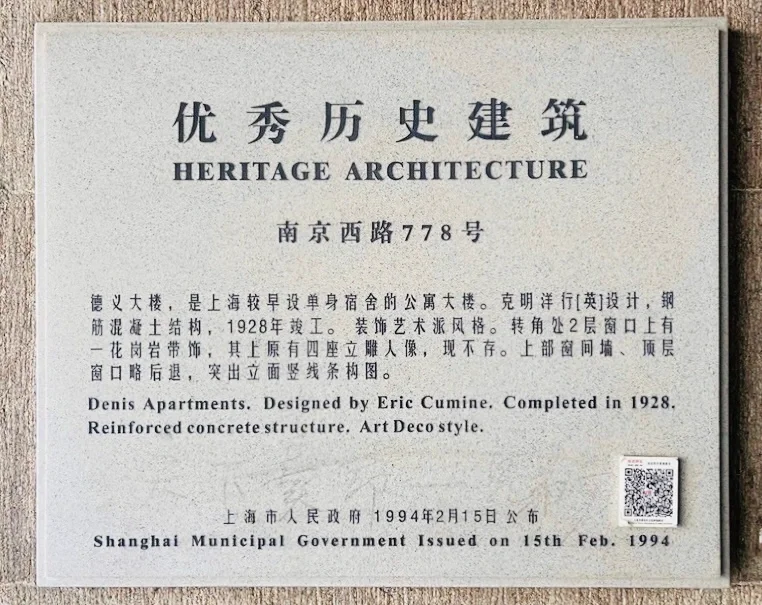 优秀历史建筑
HERITAGE ARCHITECTURE
南京西路778号
德义大楼，是上海较早设单身宿舍的公寓大楼。克明洋行[英]设计，钢
筋混凝土结构，1928年竣工。装饰艺术派风格。转角处2层窗口上有
一花岗岩带饰，其上原有四座立雕人像，现不存。上部窗间墙、顶层
窗口略后退，突出立面竖线条构图。
Denis Apartments. Designed by Eric Cumine. Completed in 1928.
Reinforced concrete structure. Art Deco style.
上海市人民政府 1994年2月15日公布
Shanghai Municipal Government Issued on 15th Feb. 1994